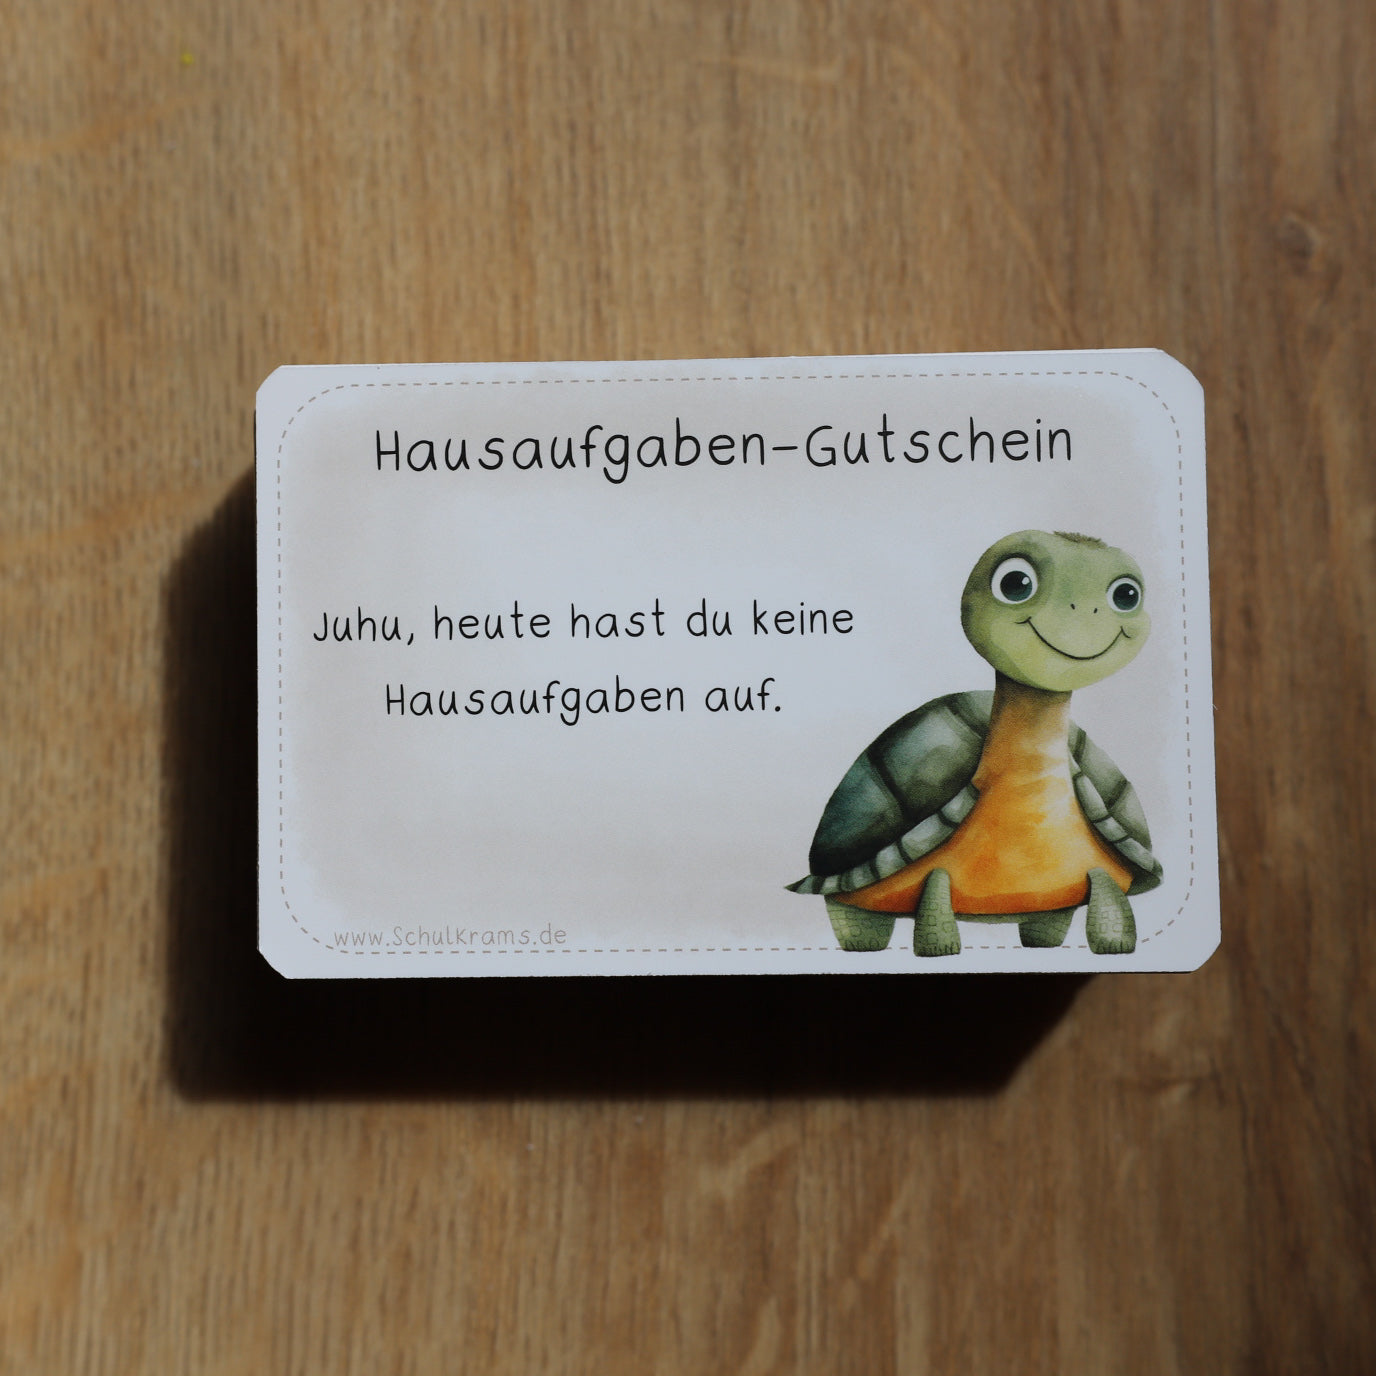 Hausaufgaben-Gutschein
Juhu, heute hast du keine
Hausaufgaben auf.
www.SchulKrams.de